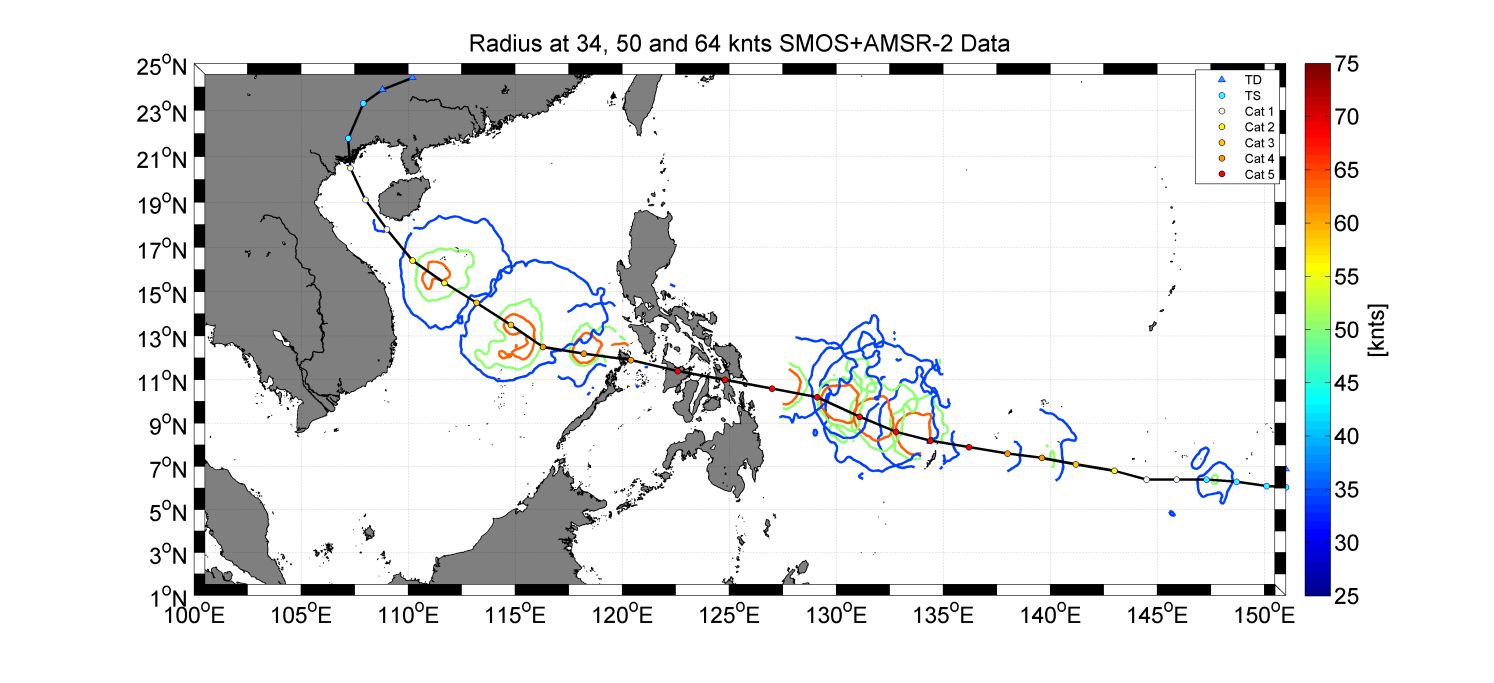 Radius at 34, 50 and 64 knts SMOS+AMSR-2 Data
25°N
23°N
21°N
19°N
17°N
15°N
13°N
11°N
9°N
7°N
5°N
3°N
1°N
100°E
105°E
110°E
115°E
120°E
125°E
130°E
135°E
140°E
145°E
150°E
TD
TS
Cat 1
Cat 2
Cat 3
Cat 4
Cat 5
75
70
65
60
55
50
45
40
35
30
25
[knts]